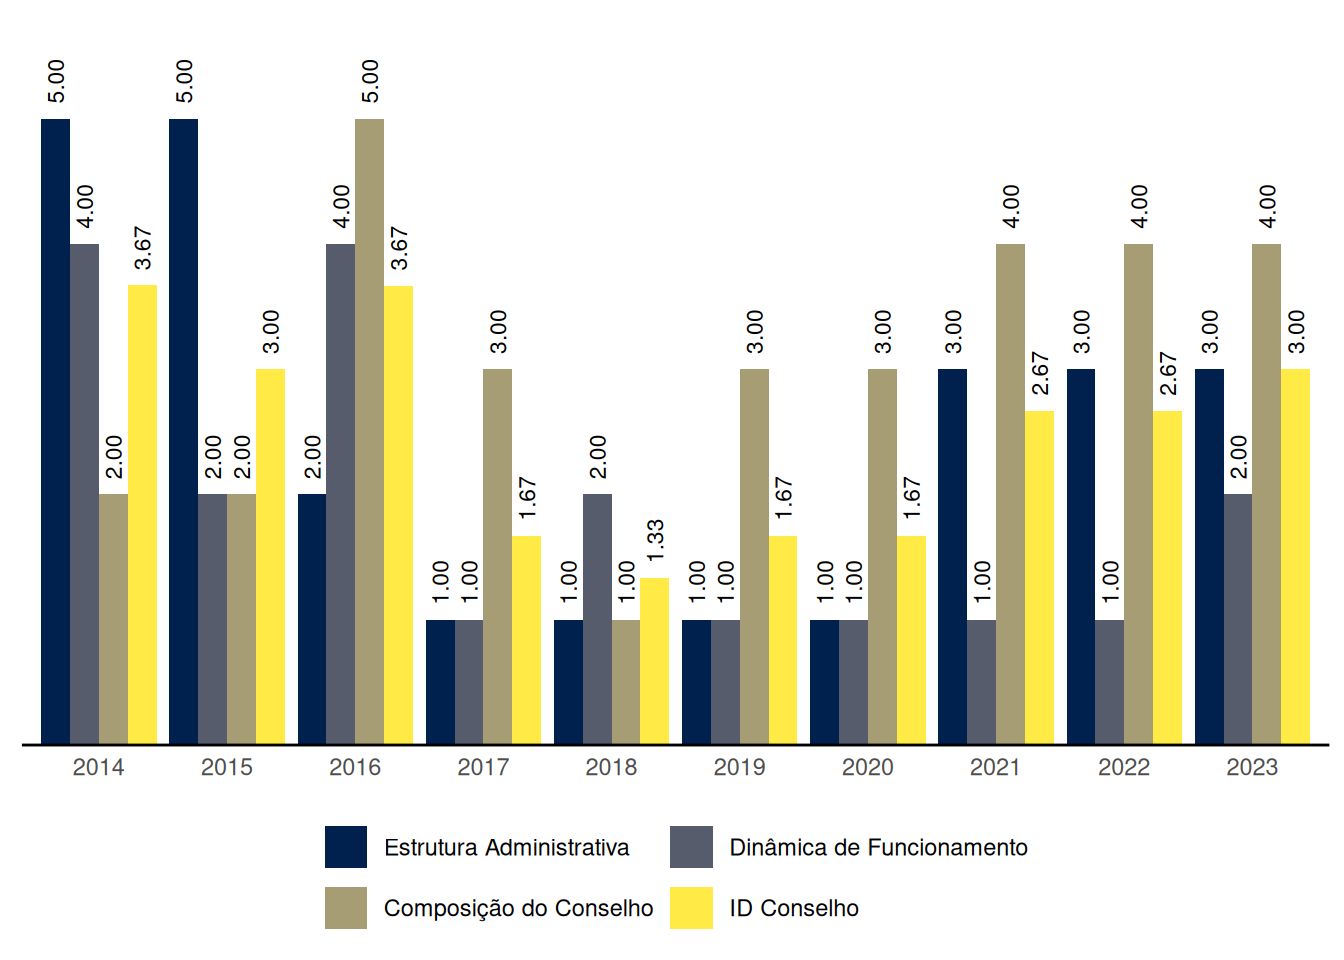 5.00 4.00 2.00 3.67 5.00 2.00 2.00 3.00 2.00 4.00 5.00 3.67 1.00 1.00 3.00 1.67 1.00 2.00 1.00 1.33 1.00 1.00 3.00 1.67 1.00 1.00 3.00 1.67 3.00 1.00 4.00 2.67 3.00 1.00 4.00 2.67 3.00 2.00 4.00 3.00
2014 2015 2016 2017 2018 2019 2020 2021 2022 2023
Estrutura Administrativa Dinâmica de Funcionamento
Composição do Conselho ID Conselho